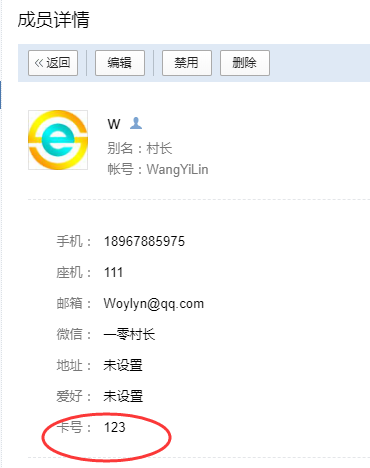 成员详情
返回 编辑 禁用 删除
W
别名：村长
帐号：WangYiLin
手机： 18967885975
座机： 111
邮箱： Woylyn@qq.com
微信： 一零村长
地址： 未设置
爱好： 未设置
卡号： 123